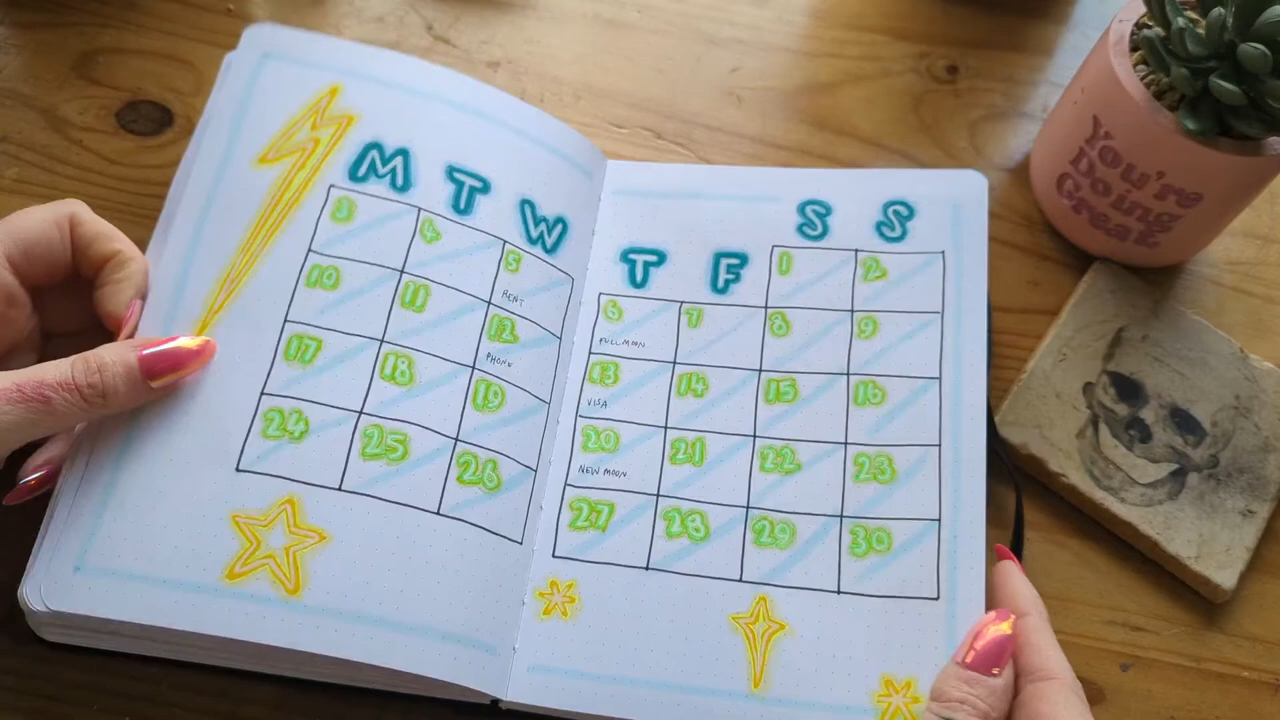 M T W T F S S
1 2
3 4 5 6 7 8 9
RENT FULL MOON
10 11 12 13 14 15 16
PHONE VISA
17 18 19 20 21 22 23
NEW MOON
24 25 26 27 28 29 30
You're
Doing
Great